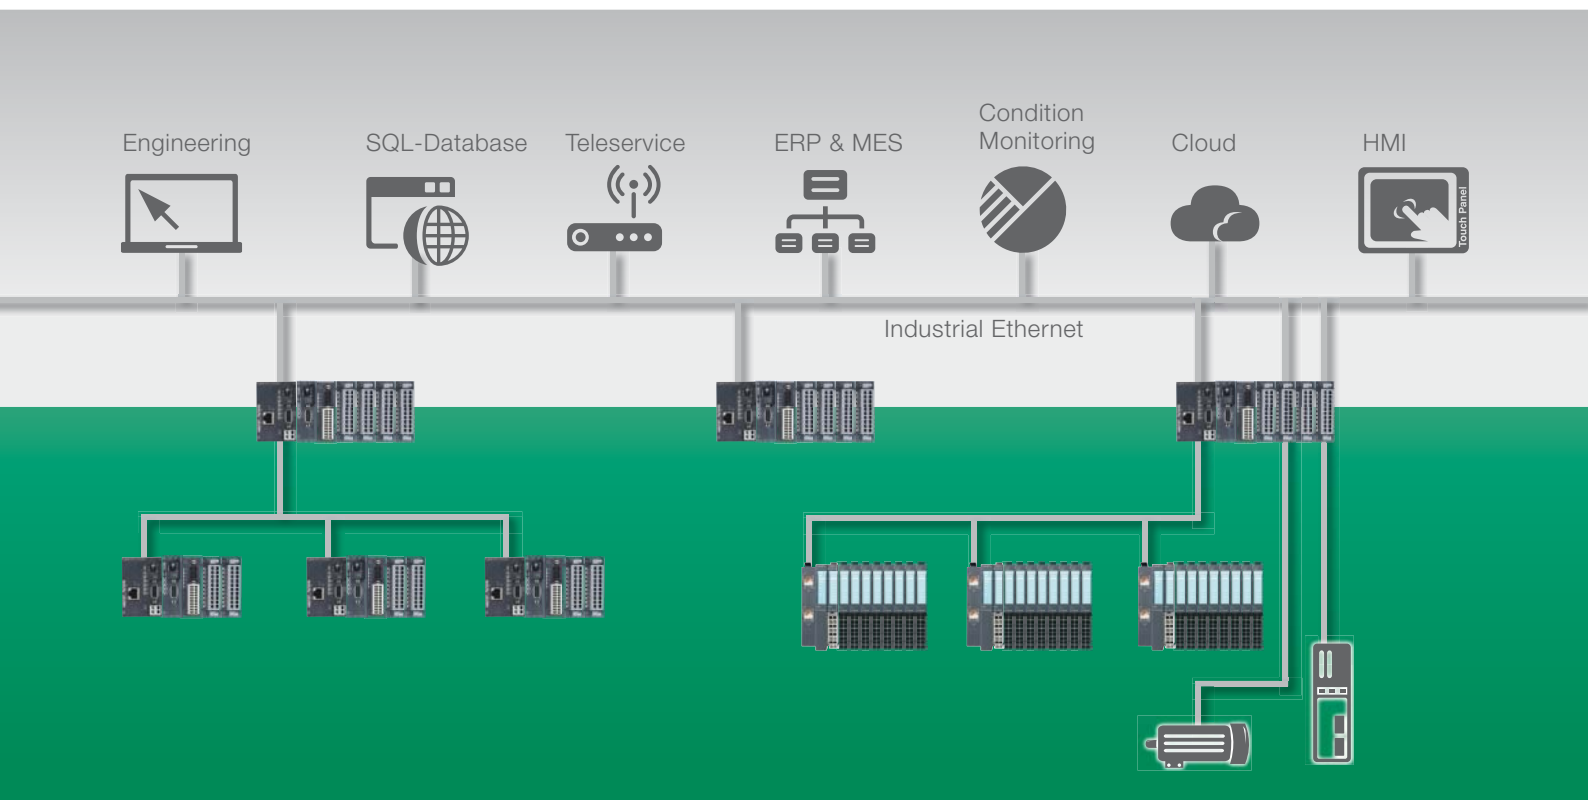 Engineering
SQL-Database
Teleservice
ERP & MES
Condition
Monitoring
Cloud
HMI
Touch Panel
Industrial Ethernet